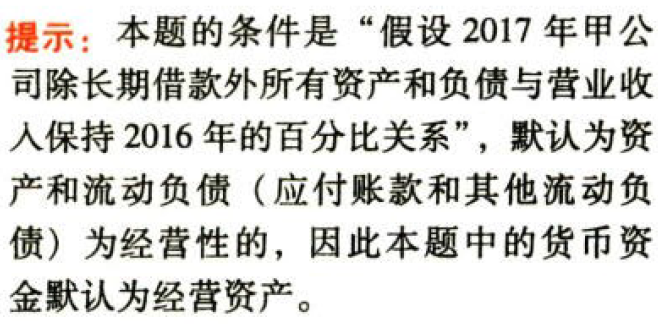 提示：本题的条件是“假设 2017 年甲公
司除长期借款外所有资产和负债与营业收
入保持 2016 年的百分比关系”，默认为资
产和流动负债（应付账款和其他流动负
债）为经营性的，因此本题中的货币资
金默认为经营资产。